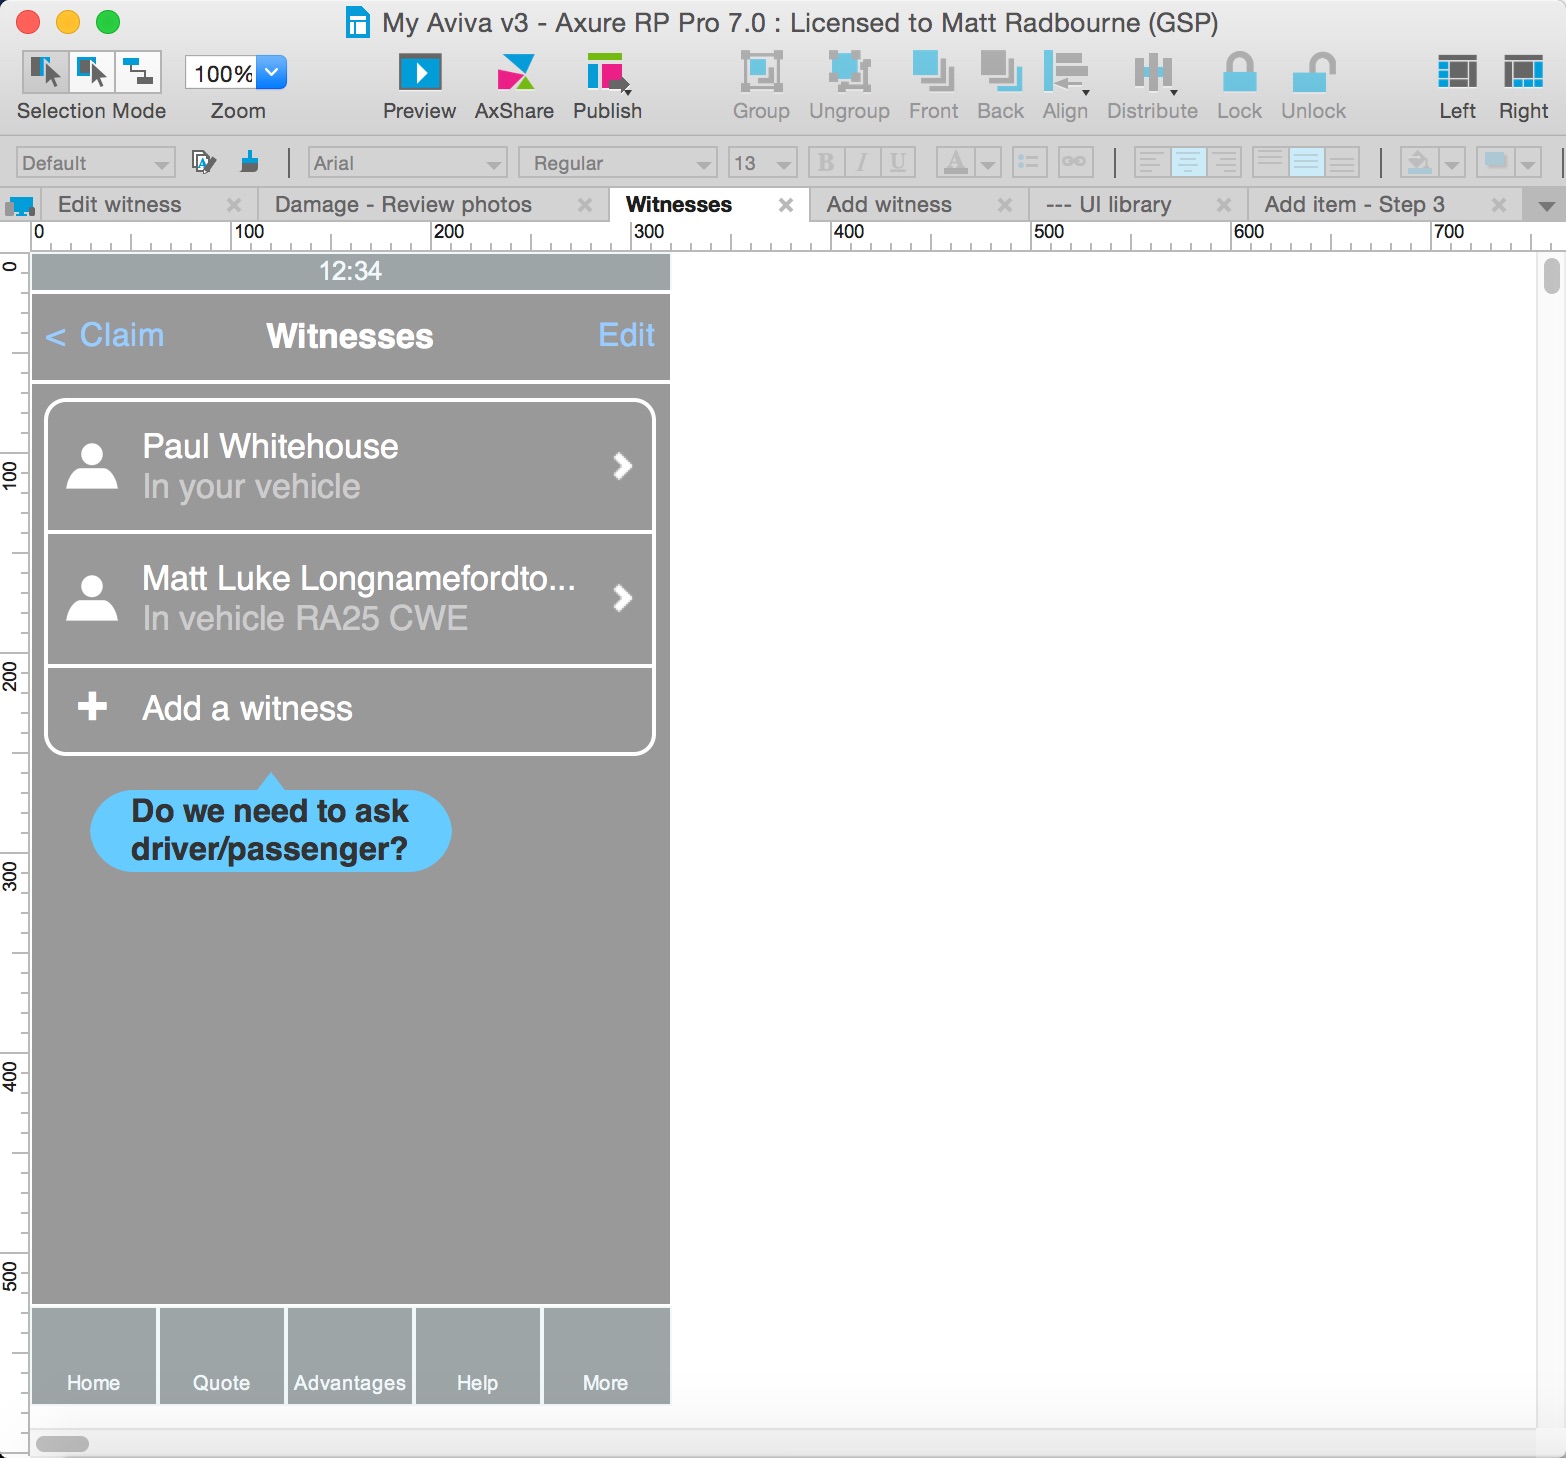 My Aviva v3 - Axure RP Pro 7.0 : Licensed to Matt Radbourne (GSP)
100%
Selection Mode Zoom Preview AxShare Publish Group Ungroup Front Back Align Distribute Lock Unlock Left Right
Default Arial Regular 13 B I U A
Edit witness Damage - Review photos Witnesses Add witness --- UI library Add item - Step 3
0 100 200 300 400 500 600 700
0
100
200
300
400
500
12:34
< Claim Witnesses Edit
Paul Whitehouse
In your vehicle
Matt Luke Longnamefordto...
In vehicle RA25 CWE
Add a witness
Do we need to ask
driver/passenger?
Home Quote Advantages Help More